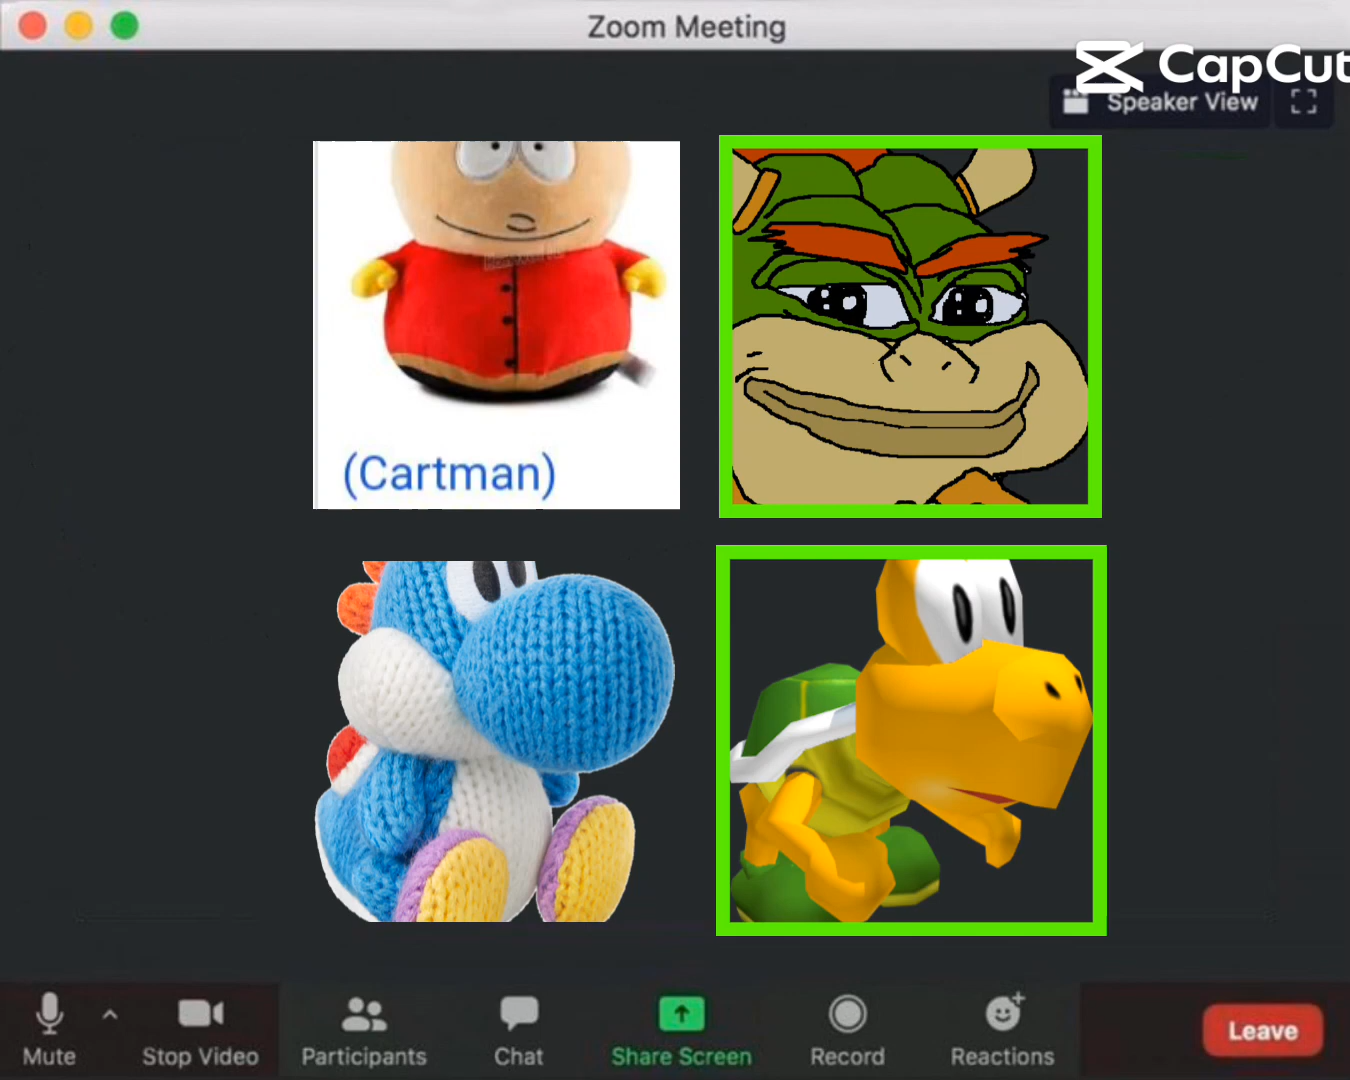 Zoom Meeting
CapCut
Speaker View
(Cartman)
Mute
Stop Video
Participants
Chat
Share Screen
Record
Reactions
Leave